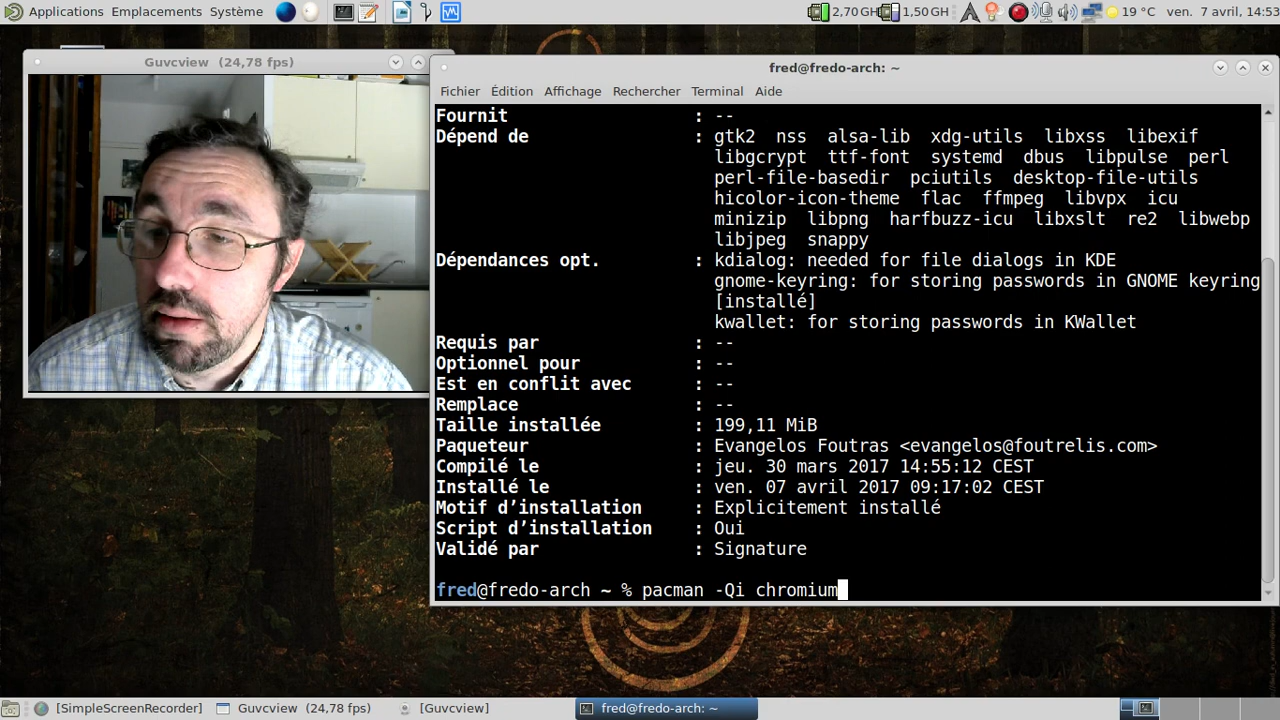 Applications Emplacements Système
2,70 GH 1,50 GH 19 °C ven. 7 avril, 14:53
Guvcview (24,78 fps)
fred@fredo-arch: ~
Fichier Édition Affichage Rechercher Terminal Aide
Fournit : --
Dépend de : gtk2 nss alsa-lib xdg-utils libxss libexif
libgcrypt ttf-font systemd dbus libpulse perl
perl-file-basedir pciutils desktop-file-utils
hicolor-icon-theme flac ffmpeg libvpx icu
minizip libpng harfbuzz-icu libxslt re2 libwebp
libjpeg snappy
Dépendances opt. : kdialog: needed for file dialogs in KDE
gnome-keyring: for storing passwords in GNOME keyring
[installé]
kwallet: for storing passwords in KWallet
Requis par : --
Optionnel pour : --
Est en conflit avec : --
Remplace : --
Taille installée : 199,11 MiB
Paqueteur : Evangelos Foutras <evangelos@foutrelis.com>
Compilé le : jeu. 30 mars 2017 14:55:12 CEST
Installé le : ven. 07 avril 2017 09:17:02 CEST
Motif d’installation : Explicitement installé
Script d’installation : Oui
Validé par : Signature
fred@fredo-arch ~ % pacman -Qi chromium
[SimpleScreenRecorder] Guvcview (24,78 fps) [Guvcview] fred@fredo-arch: ~